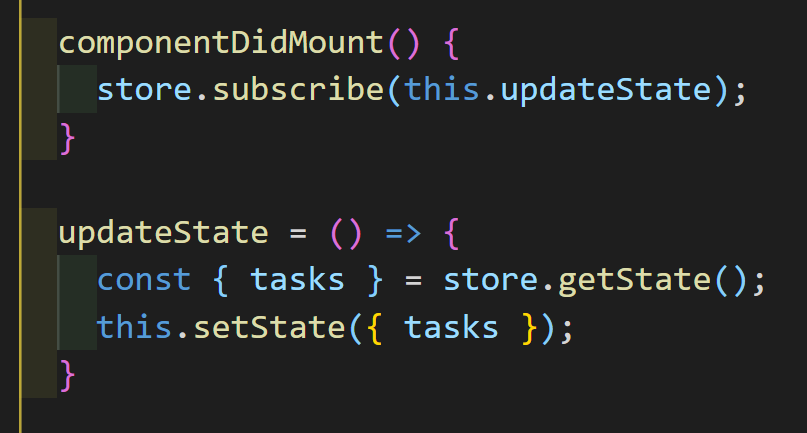 componentDidMount() {
  store.subscribe(this.updateState);
}
updateState = () => {
  const { tasks } = store.getState();
  this.setState({ tasks });
}